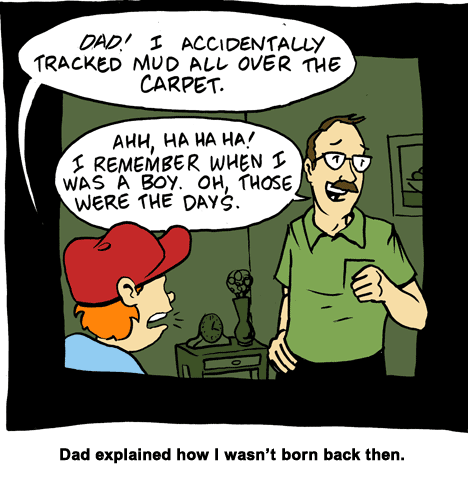 DAD! I ACCIDENTALLY
TRACKED MUD ALL OVER THE
CARPET.
AHH, HA HA HA!
I REMEMBER WHEN I
WAS A BOY. OH, THOSE
WERE THE DAYS.
Dad explained how I wasn't born back then.